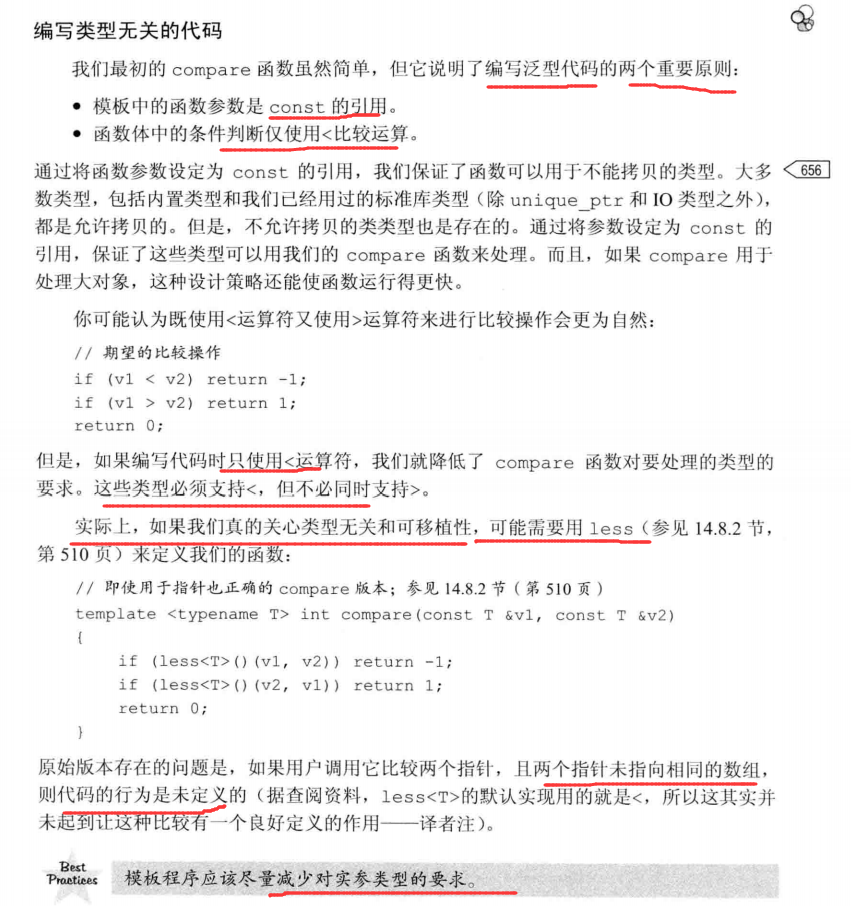 编写类型无关的代码
我们最初的 compare 函数虽然简单，但它说明了编写泛型代码的两个重要原则：
• 模板中的函数参数是 const 的引用。
• 函数体中的条件判断仅使用<比较运算。
通过将函数参数设定为 const 的引用，我们保证了函数可以用于不能拷贝的类型。大多
656
数类型，包括内置类型和我们已经用过的标准库类型（除 unique_ptr 和 IO 类型之外），
都是允许拷贝的。但是，不允许拷贝的类类型也是存在的。通过将参数设定为 const 的
引用，保证了这些类型可以用我们的 compare 函数来处理。而且，如果 compare 用于
处理大对象，这种设计策略还能使函数运行得更快。
你可能认为既使用<运算符又使用>运算符来进行比较操作会更为自然：
// 期望的比较操作
if (v1 < v2) return -1;
if (v1 > v2) return 1;
return 0;
但是，如果编写代码时只使用<运算符，我们就降低了 compare 函数对要处理的类型的
要求。这些类型必须支持<，但不必同时支持>。
实际上，如果我们真的关心类型无关和可移植性，可能需要用 less（参见 14.8.2 节，
第 510 页）来定义我们的函数：
// 即使用于指针也正确的 compare 版本；参见 14.8.2 节（第 510 页）
template <typename T> int compare(const T &v1, const T &v2)
{
if (less<T>()(v1, v2)) return -1;
if (less<T>()(v2, v1)) return 1;
return 0;
}
原始版本存在的问题是，如果用户调用它比较两个指针，且两个指针未指向相同的数组，
则代码的行为是未定义的（据查阅资料，less<T>的默认实现用的就是<，所以这其实并
未起到让这种比较有一个良好定义的作用——译者注）。
Best
Practices
模板程序应该尽量减少对实参类型的要求。